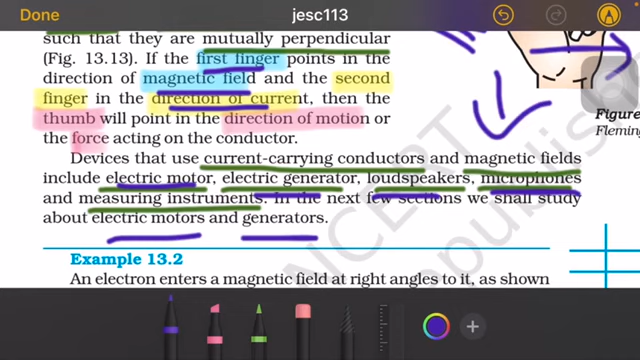 Done
jesc113
such that they are mutually perpendicular
(Fig. 13.13). If the first finger points in the
direction of magnetic field and the second
finger in the direction of current, then the
thumb will point in the direction of motion or
the force acting on the conductor.
Devices that use current-carrying conductors and magnetic fields
include electric motor, electric generator, loudspeakers, microphones
and measuring instruments. In the next few sections we shall study
about electric motors and generators.
Figure
Fleming
Example 13.2
An electron enters a magnetic field at right angles to it, as shown
NCERT